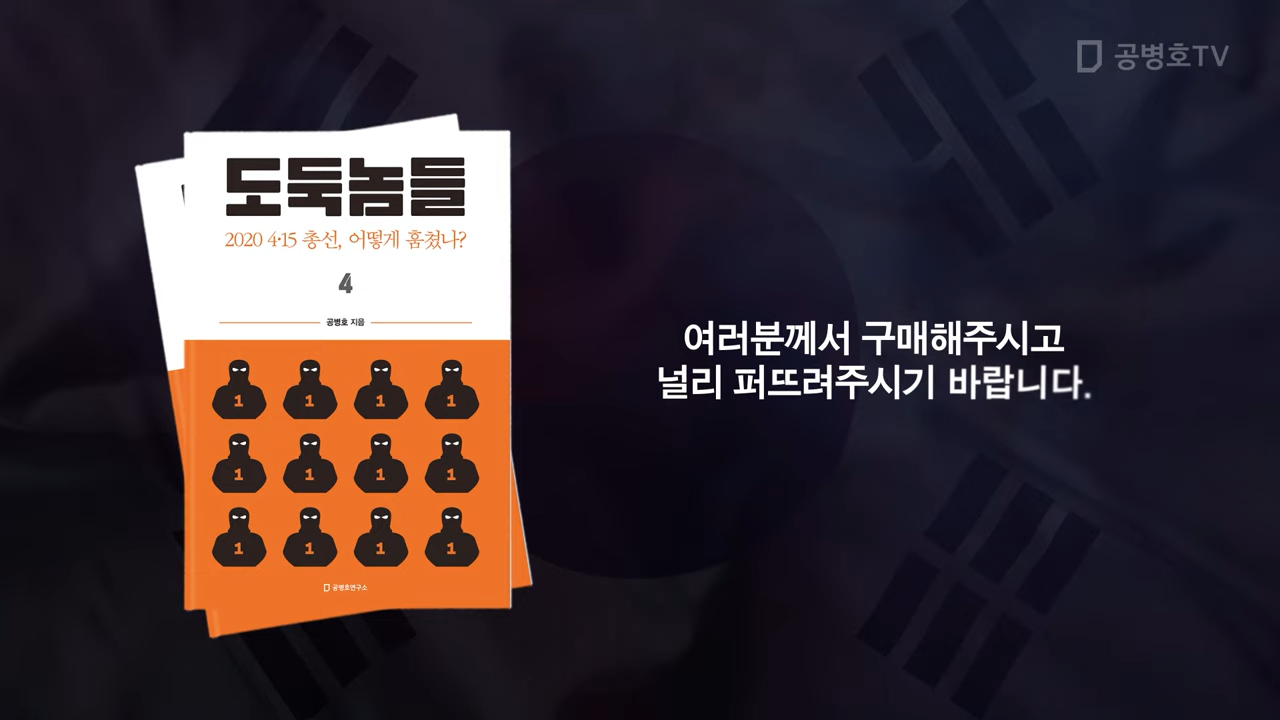 공병호TV
도둑놈들
2020 4·15 총선, 어떻게 훔쳤나?
4
공병호 지음
1 1 1 1
1 1 1 1
1 1 1 1
공병호연구소
여러분께서 구매해주시고
널리 퍼뜨려주시기 바랍니다.